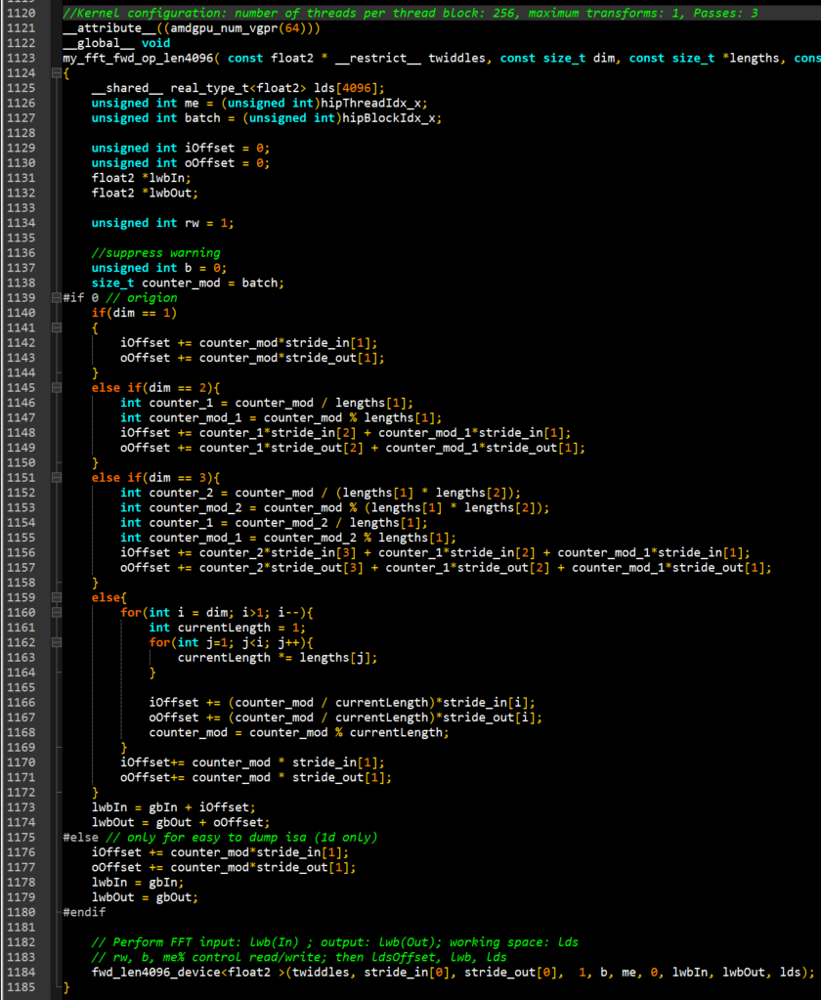 1120 //Kernel configuration: number of threads per thread block: 256, maximum transforms: 1, Passes: 3
1121 __attribute__((amdgpu_num_vgpr(64)))
1122 __global__ void
1123 my_fft_fwd_op_len4096( const float2 * __restrict__ twiddles, const size_t dim, const size_t *lengths, cons
1124 {
1125     __shared__ real_type_t<float2> lds[4096];
1126     unsigned int me = (unsigned int)hipThreadIdx_x;
1127     unsigned int batch = (unsigned int)hipBlockIdx_x;
1128
1129     unsigned int iOffset = 0;
1130     unsigned int oOffset = 0;
1131     float2 *lwbIn;
1132     float2 *lwbOut;
1133
1134     unsigned int rw = 1;
1135
1136     //suppress warning
1137     unsigned int b = 0;
1138     size_t counter_mod = batch;
1139 #if 0 // origion
1140     if(dim == 1)
1141     {
1142         iOffset += counter_mod*stride_in[1];
1143         oOffset += counter_mod*stride_out[1];
1144     }
1145     else if(dim == 2){
1146         int counter_1 = counter_mod / lengths[1];
1147         int counter_mod_1 = counter_mod % lengths[1];
1148         iOffset += counter_1*stride_in[2] + counter_mod_1*stride_in[1];
1149         oOffset += counter_1*stride_out[2] + counter_mod_1*stride_out[1];
1150     }
1151     else if(dim == 3){
1152         int counter_2 = counter_mod / (lengths[1] * lengths[2]);
1153         int counter_mod_2 = counter_mod % (lengths[1] * lengths[2]);
1154         int counter_1 = counter_mod_2 / lengths[1];
1155         int counter_mod_1 = counter_mod_2 % lengths[1];
1156         iOffset += counter_2*stride_in[3] + counter_1*stride_in[2] + counter_mod_1*stride_in[1];
1157         oOffset += counter_2*stride_out[3] + counter_1*stride_out[2] + counter_mod_1*stride_out[1];
1158     }
1159     else{
1160         for(int i = dim; i>1; i--){
1161             int currentLength = 1;
1162             for(int j=1; j<i; j++){
1163                 currentLength *= lengths[j];
1164             }
1165
1166             iOffset += (counter_mod / currentLength)*stride_in[i];
1167             oOffset += (counter_mod / currentLength)*stride_out[i];
1168             counter_mod = counter_mod % currentLength;
1169         }
1170         iOffset+= counter_mod * stride_in[1];
1171         oOffset+= counter_mod * stride_out[1];
1172     }
1173     lwbIn = gbIn + iOffset;
1174     lwbOut = gbOut + oOffset;
1175 #else // only for easy to dump isa (1d only)
1176     iOffset += counter_mod*stride_in[1];
1177     oOffset += counter_mod*stride_out[1];
1178     lwbIn = gbIn;
1179     lwbOut = gbOut;
1180 #endif
1181
1182     // Perform FFT input: lwb(In) ; output: lwb(Out); working space: lds
1183     // rw, b, me% control read/write; then ldsOffset, lwb, lds
1184     fwd_len4096_device<float2 >(twiddles, stride_in[0], stride_out[0],  1, b, me, 0, lwbIn, lwbOut, lds);
1185 }